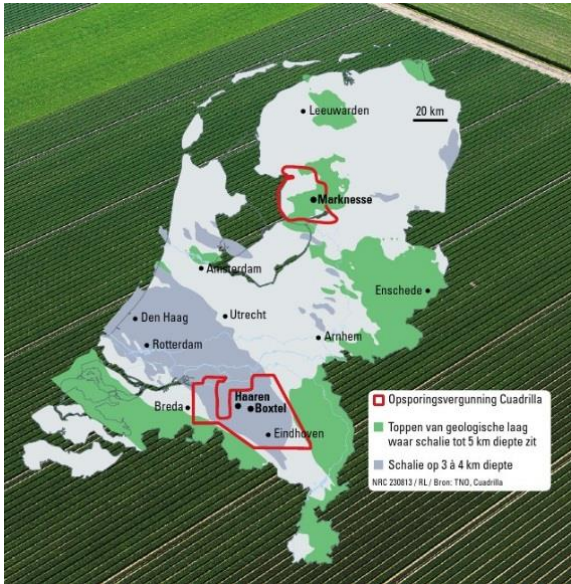 Leeuwarden
20 km
Marknesse
Amsterdam
Enschede
Den Haag
Utrecht
Arnhem
Rotterdam
Haaren
Breda
Boxtel
Eindhoven
Opsporingsvergunning Cuadrilla
Toppen van geologische laag
waar schalie tot 5 km diepte zit
Schalie op 3 à 4 km diepte
NRC 230813 / RL / Bron: TNO, Cuadrilla